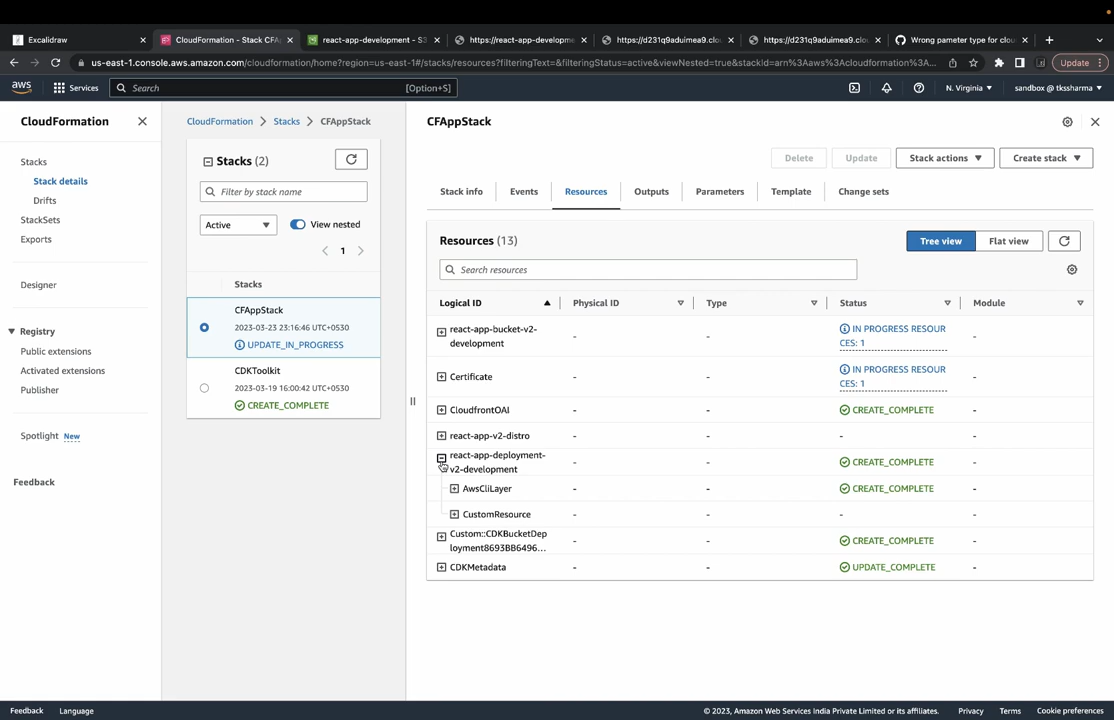 Excalidraw
CloudFormation - Stack CFA
react-app-development - S3
https://react-app-developme
https://d231q9aduimea9.clou
https://d231q9aduimea9.clou
Wrong pameter type for clou
us-east-1.console.aws.amazon.com/cloudformation/home?region=us-east-1#/stacks/resources?filteringText=&filteringStatus=active&viewNested=true&stackId=arn%3Aaws%3Acloudformation%3A...
Update
aws
Services
Search
[Option+S]
N. Virginia
sandbox @ tkssharma
CloudFormation
Stacks
Stack details
Drifts
StackSets
Exports
Designer
Registry
Public extensions
Activated extensions
Publisher
Spotlight New
Feedback
CloudFormation > Stacks > CFAppStack
Stacks (2)
Filter by stack name
Active
View nested
1
Stacks
CFAppStack
2023-03-23 23:16:46 UTC+0530
UPDATE_IN_PROGRESS
CDKToolkit
2023-03-19 16:00:42 UTC+0530
CREATE_COMPLETE
CFAppStack
Delete
Update
Stack actions
Create stack
Stack info
Events
Resources
Outputs
Parameters
Template
Change sets
Resources (13)
Tree view
Flat view
Search resources
Logical ID
Physical ID
Type
Status
Module
react-app-bucket-v2-
development
-
-
IN PROGRESS RESOUR
CES: 1
-
Certificate
-
-
IN PROGRESS RESOUR
CES: 1
-
CloudfrontOAI
-
-
CREATE_COMPLETE
-
react-app-v2-distro
-
-
-
-
react-app-deployment-
v2-development
-
-
CREATE_COMPLETE
-
AwsCliLayer
-
-
CREATE_COMPLETE
-
CustomResource
-
-
-
-
Custom::CDKBucketDep
loyment8693BB6496...
-
-
CREATE_COMPLETE
-
CDKMetadata
-
-
UPDATE_COMPLETE
-
Feedback
Language
© 2023, Amazon Web Services India Private Limited or its affiliates.
Privacy
Terms
Cookie preferences